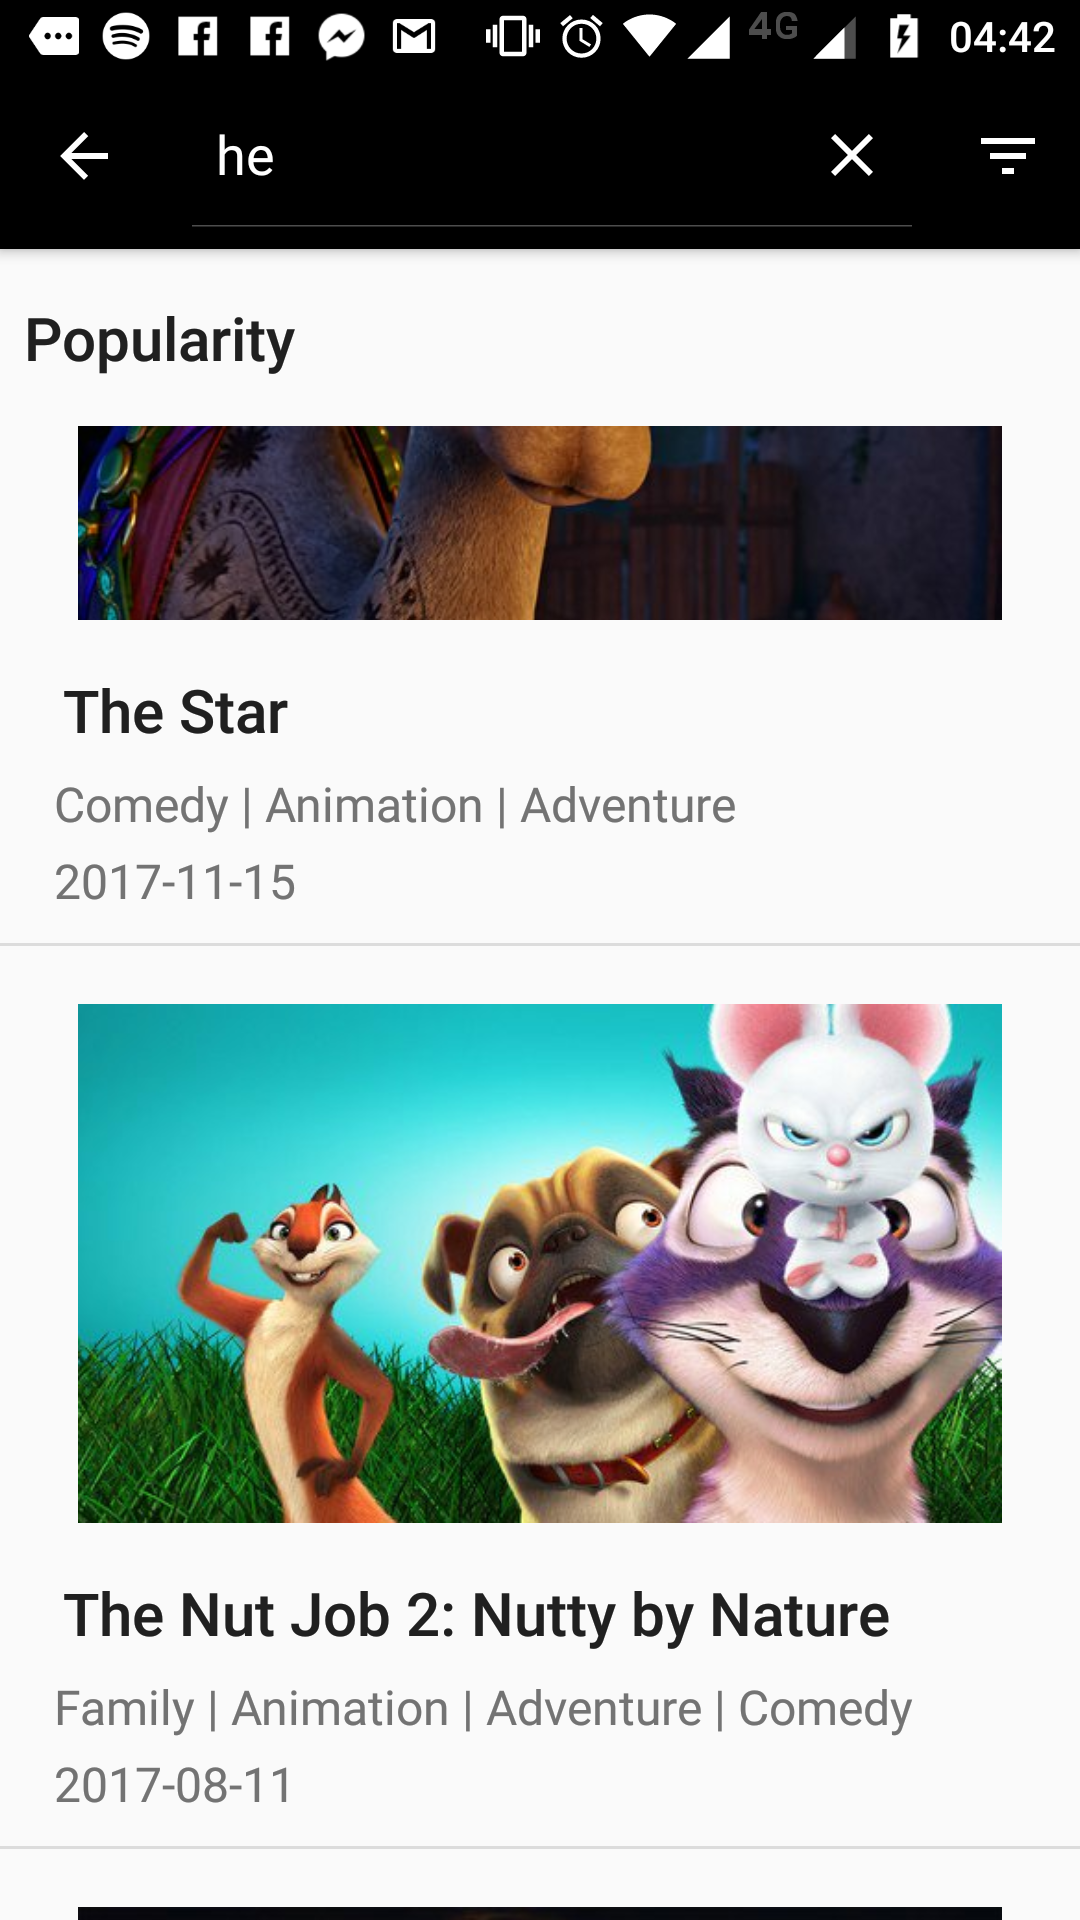 4G 04:42
he
Popularity
The Star
Comedy | Animation | Adventure
2017-11-15
The Nut Job 2: Nutty by Nature
Family | Animation | Adventure | Comedy
2017-08-11